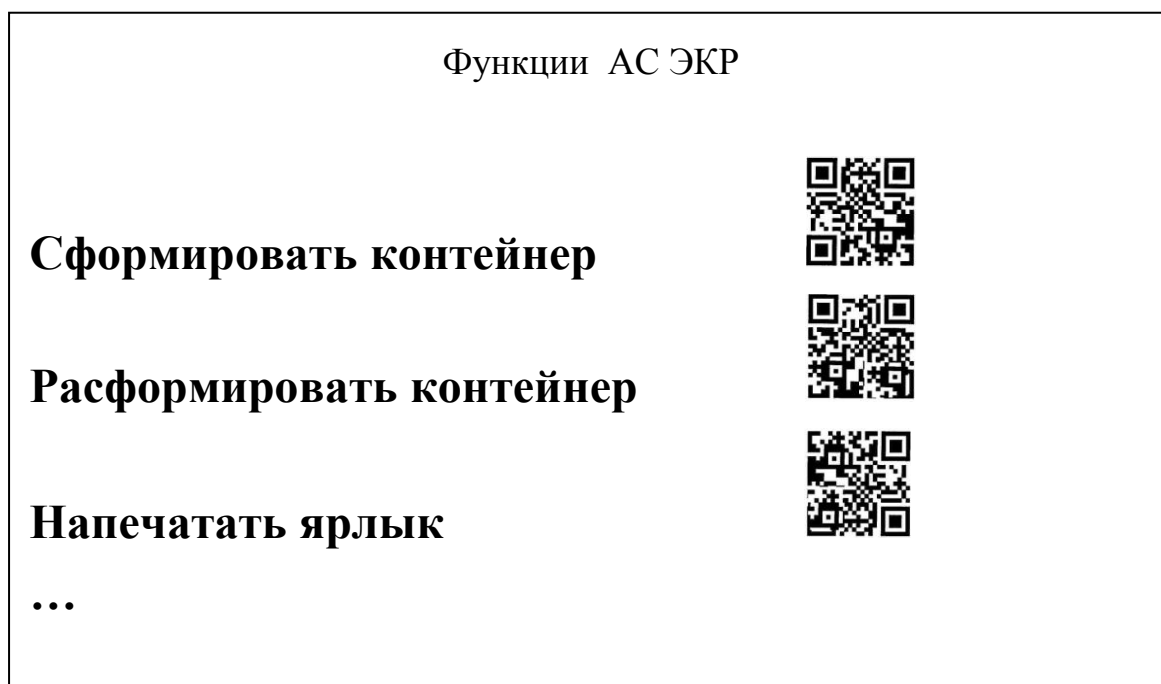 Функции АС ЭКР
Сформировать контейнер
Расформировать контейнер
Напечатать ярлык
…